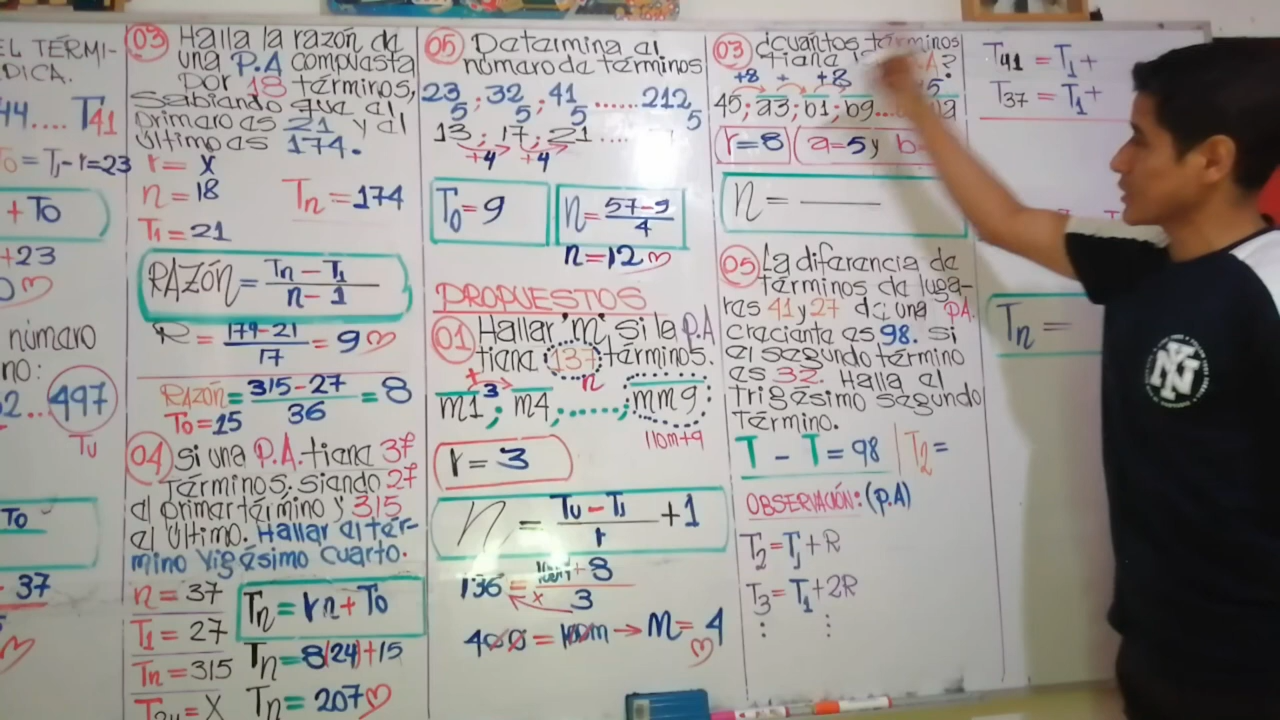 EL TÉRMI-
DICA.
44.... T41
T0 = T1 - r = 23
+ T0
+23
número
no:
52...497
Tu
T0
- 37
03 Halla la razón de
una P.A compuesta
por 18 términos,
sabiendo que el
primero es 21 y el
último es 174.
r = x
n = 18
Tn = 174
T1 = 21
RAZÓN = Tn - T1 / n - 1
R = 174-21 / 17 = 9
RAZÓN = 315-27 / 36 = 8
T0 = 15
04 Si una P.A. tiene 37
términos. siendo 27
el primer término y 315
el último. Hallar el tér-
mino vigésimo cuarto.
n = 37
T1 = 27
Tn = 315
T24 = X
Tn = rn + T0
Tn = 8(24)+15
Tn = 207
05 Determina el
número de términos
23 5 ; 32 5 ; 41 5 ...... 212 5
13 ; 17 ; 21 ....
+4 +4
T0 = 9
n = 57-9 / 4
n = 12
PROPUESTOS
01 Hallar "m" si la P.A
tiene 137 términos.
n
+3
m1 ; m4 ; ...... ; mm9
110m+9
r = 3
n = Tu - T1 / r + 1
136 = 100m + 8 / 3
400 = 100m → m = 4
03 ¿Cuántos términos
tiene
+8 + +8
45; a3; b1; b9...
r=8 (a=5 y b=
n =
05 La diferencia de
términos de luga-
res 41 y 27 de una P.A.
creciente es 98. si
el segundo término
es 32. Halla el
trigésimo segundo
término.
T - T = 98 | T2 =
OBSERVACIÓN: (P.A)
T2 = T1 + R
T3 = T1 + 2R
T41 = T1 +
T37 = T1 +
Tn =